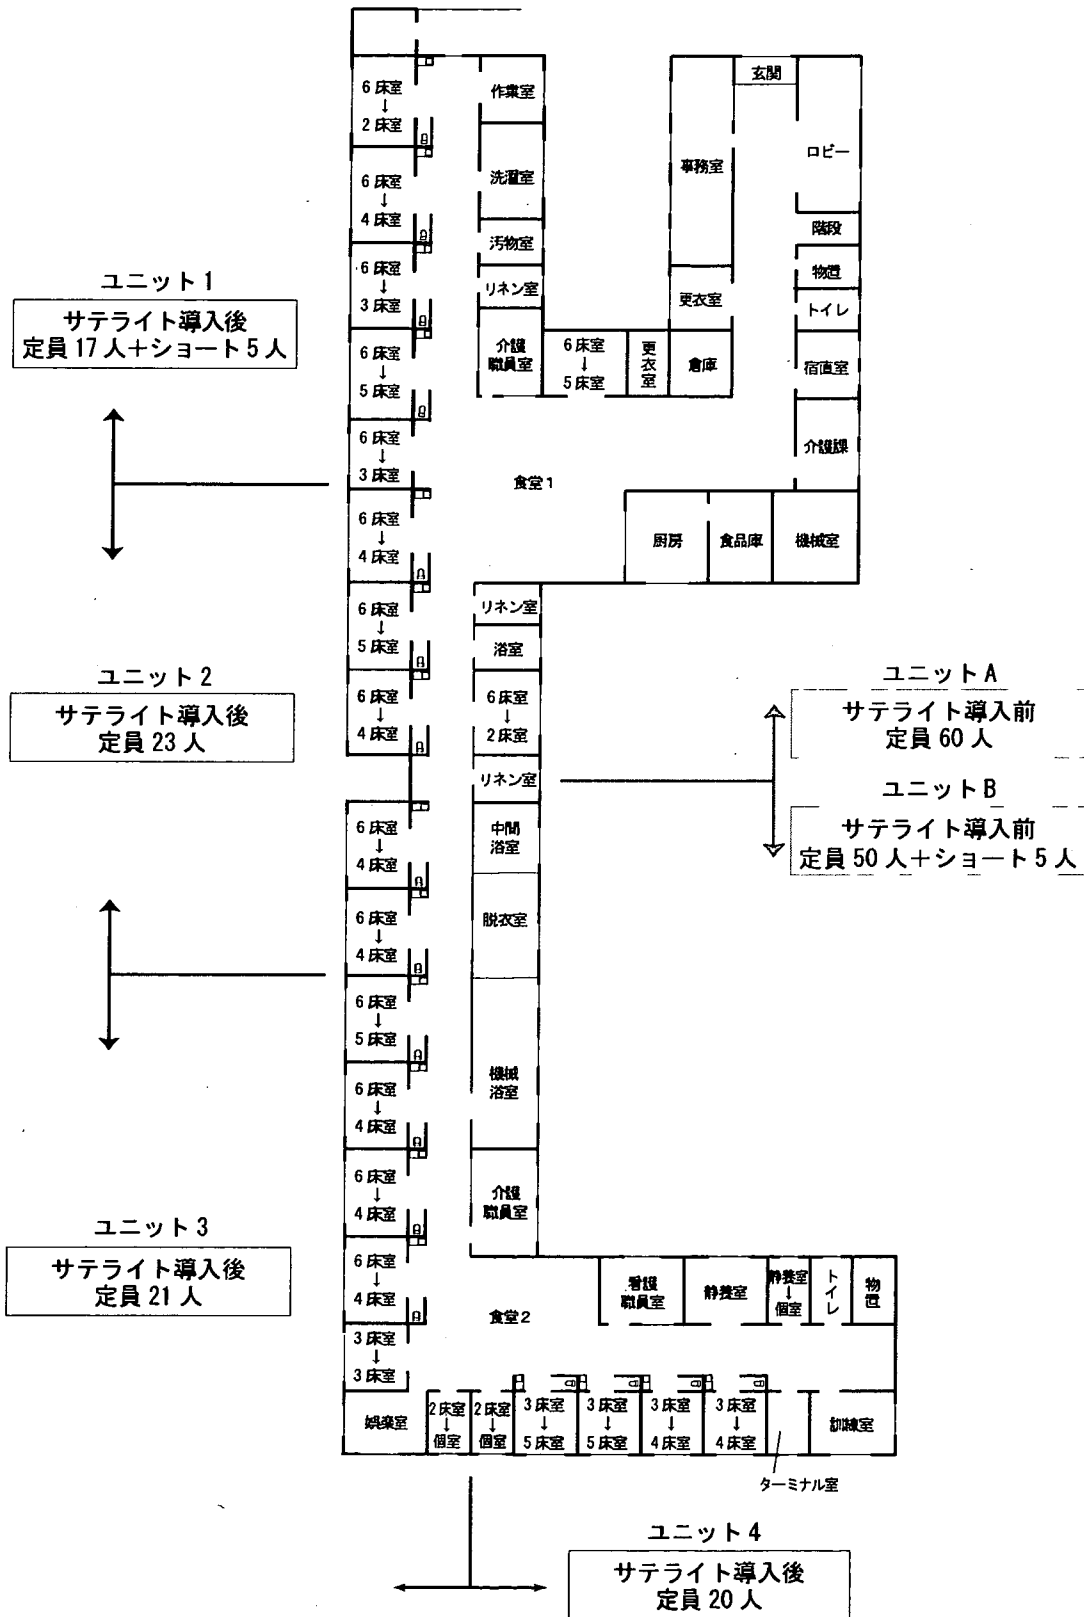 6 床室
↓
2 床室
6 床室
↓
4 床室
6 床室
↓
3 床室
6 床室
↓
5 床室
6 床室
↓
3 床室
6 床室
↓
4 床室
6 床室
↓
5 床室
6 床室
↓
4 床室
6 床室
↓
4 床室
6 床室
↓
4 床室
6 床室
↓
5 床室
6 床室
↓
4 床室
6 床室
↓
4 床室
6 床室
↓
4 床室
3 床室
↓
3 床室
作業室
洗濯室
汚物室
リネン室
介護
職員室
6 床室
↓
5 床室
更衣室
倉庫
更衣室
事務室
玄関
ロビー
階段
物置
トイレ
宿直室
介護課
食堂1
厨房
食品庫
機械室
リネン室
浴室
6 床室
↓
2 床室
リネン室
中間
浴室
脱衣室
機械
浴室
介護
職員室
食堂2
看護
職員室
静養室
静養室
↓
個室
トイレ
物置
娯楽室
2 床室
↓
個室
2 床室
↓
個室
3 床室
↓
5 床室
3 床室
↓
5 床室
3 床室
↓
4 床室
3 床室
↓
4 床室
訓練室
ターミナル室
ユニット1
サテライト導入後
定員 17 人＋ショート 5 人
ユニット2
サテライト導入後
定員 23 人
ユニット3
サテライト導入後
定員 21 人
ユニットA
サテライト導入前
定員 60 人
ユニットB
サテライト導入前
定員 50 人＋ショート 5 人
ユニット4
サテライト導入後
定員 20 人